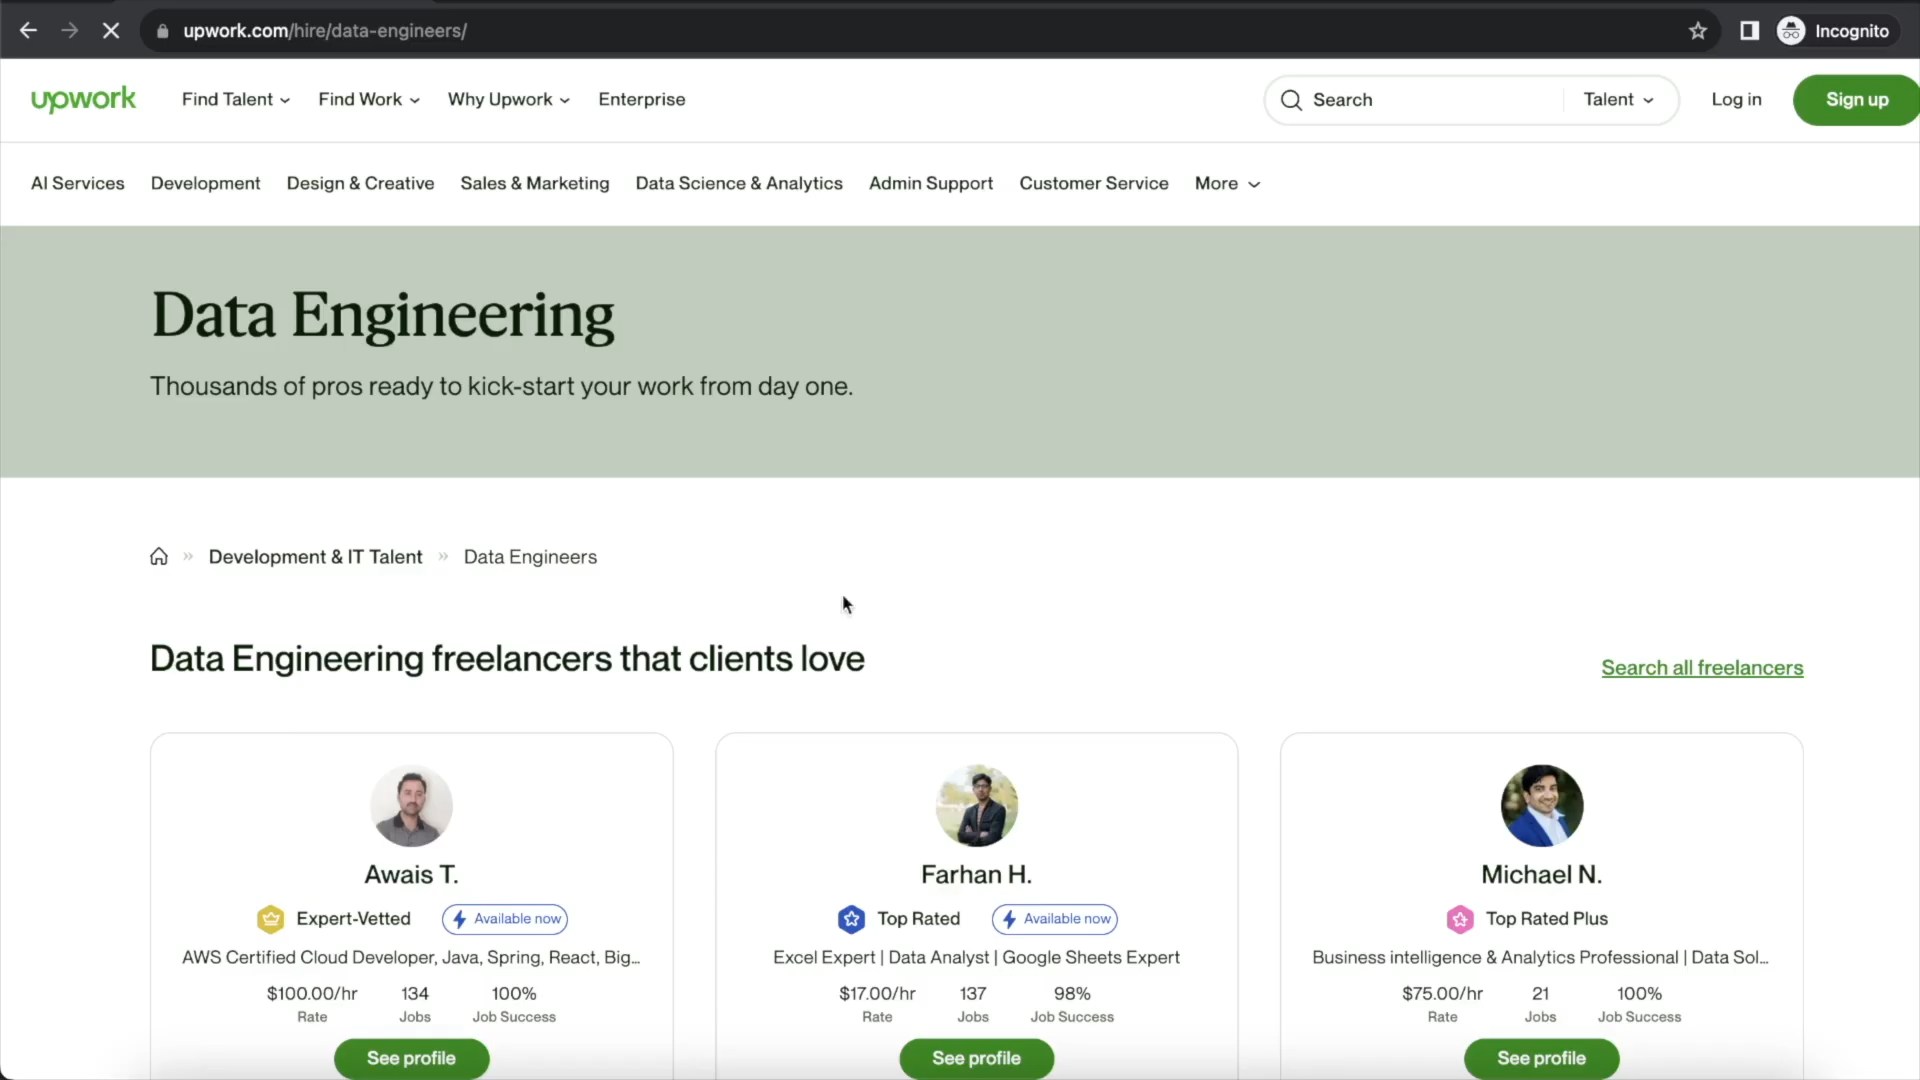 upwork.com/hire/data-engineers/
Incognito
upwork
Find Talent
Find Work
Why Upwork
Enterprise
Search
Talent
Log in
Sign up
AI Services
Development
Design & Creative
Sales & Marketing
Data Science & Analytics
Admin Support
Customer Service
More
Data Engineering
Thousands of pros ready to kick-start your work from day one.
» Development & IT Talent » Data Engineers
Data Engineering freelancers that clients love
Search all freelancers
Awais T.
Expert-Vetted
Available now
AWS Certified Cloud Developer, Java, Spring, React, Big...
$100.00/hr 134 100%
Rate Jobs Job Success
See profile
Farhan H.
Top Rated
Available now
Excel Expert | Data Analyst | Google Sheets Expert
$17.00/hr 137 98%
Rate Jobs Job Success
See profile
Michael N.
Top Rated Plus
Business intelligence & Analytics Professional | Data Sol...
$75.00/hr 21 100%
Rate Jobs Job Success
See profile